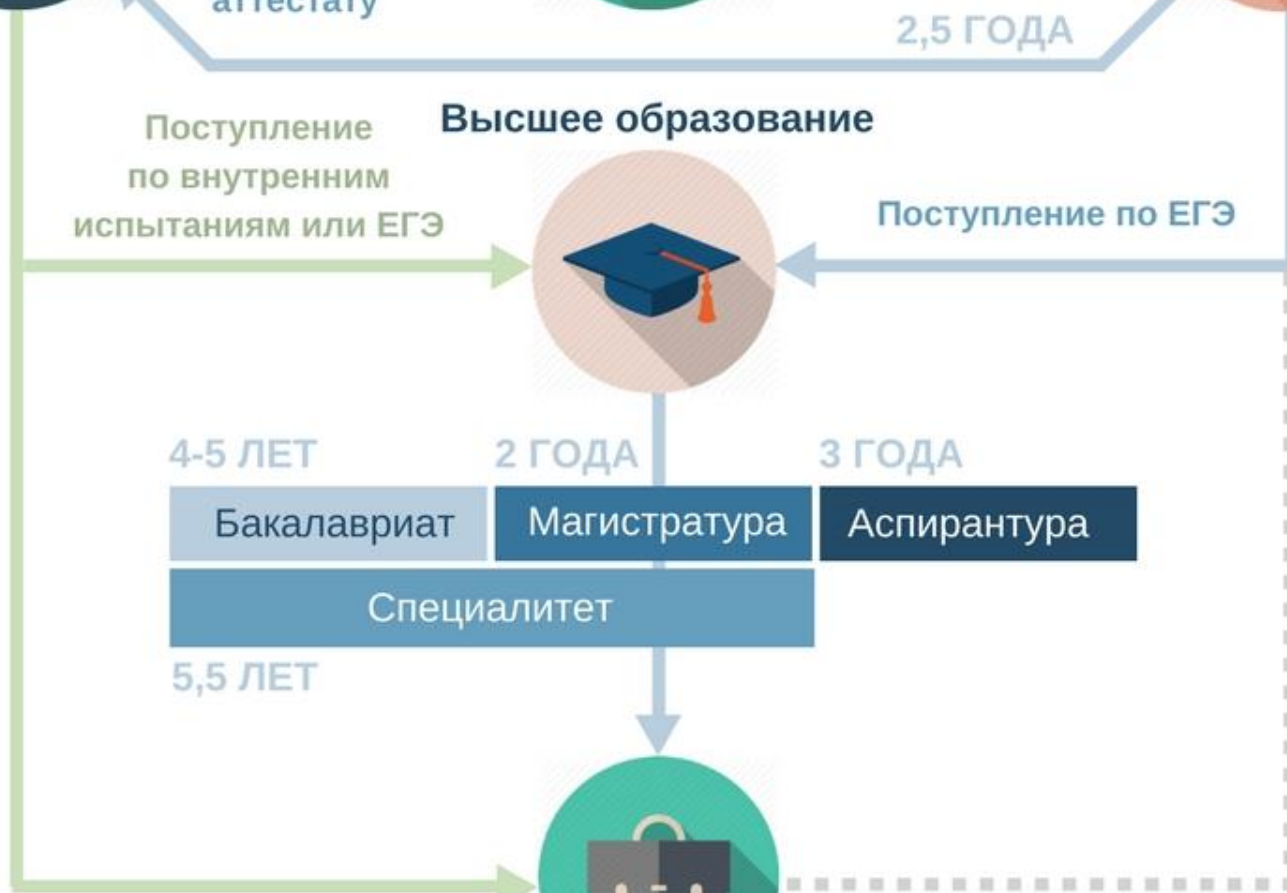 аттестату
2,5 ГОДА
Высшее образование
Поступление
по внутренним
испытаниям или ЕГЭ
Поступление по ЕГЭ
4-5 ЛЕТ
2 ГОДА
3 ГОДА
Бакалавриат
Магистратура
Аспирантура
Специалитет
5,5 ЛЕТ